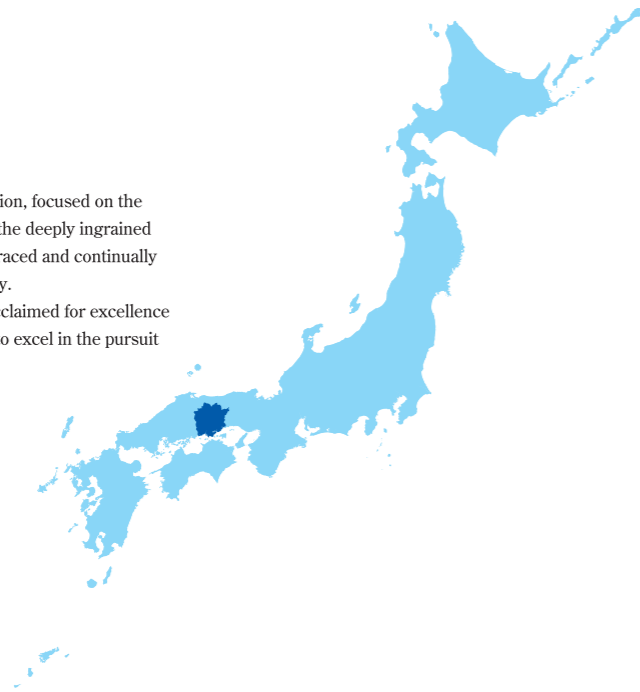 ion, focused on the
the deeply ingrained
raced and continually
y.
claimed for excellence
o excel in the pursuit